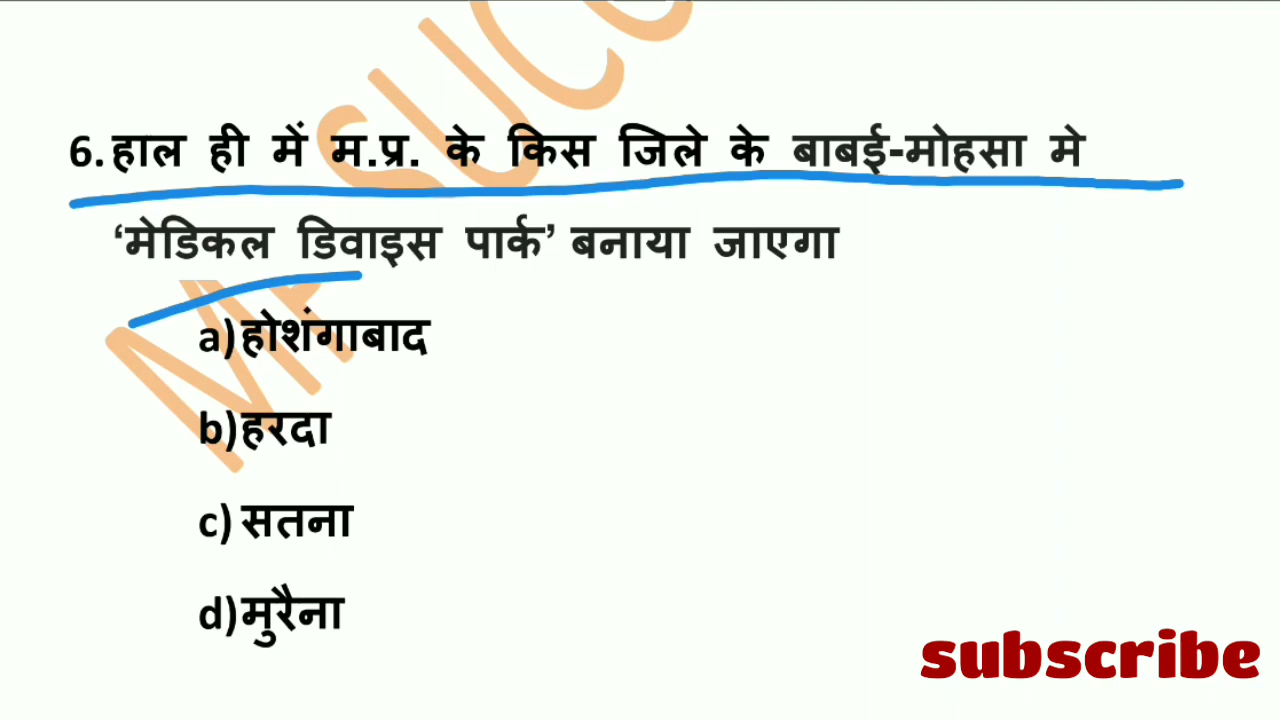 6. हाल ही में म.प्र. के किस जिले के बाबई-मोहसा मे
‘मेडिकल डिवाइस पार्क’ बनाया जाएगा
a) होशंगाबाद
b) हरदा
c) सतना
d) मुरैना
subscribe